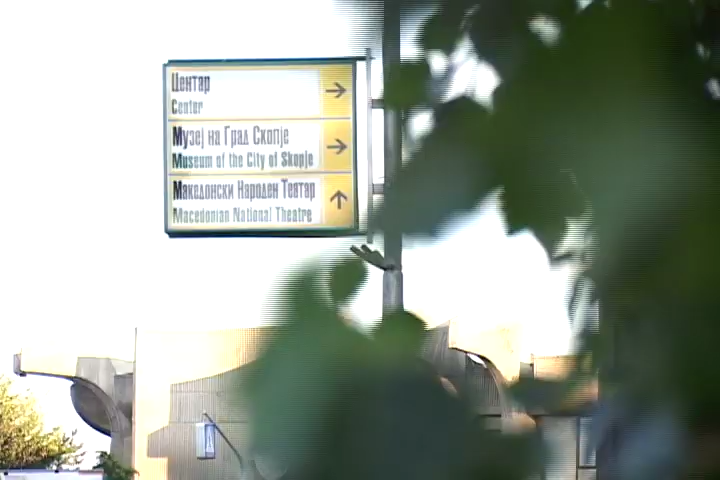 Центар
Center
Музеј на Град Скопје
Museum of the City of Skopje
Македонски Народен Театар
Macedonian National Theatre